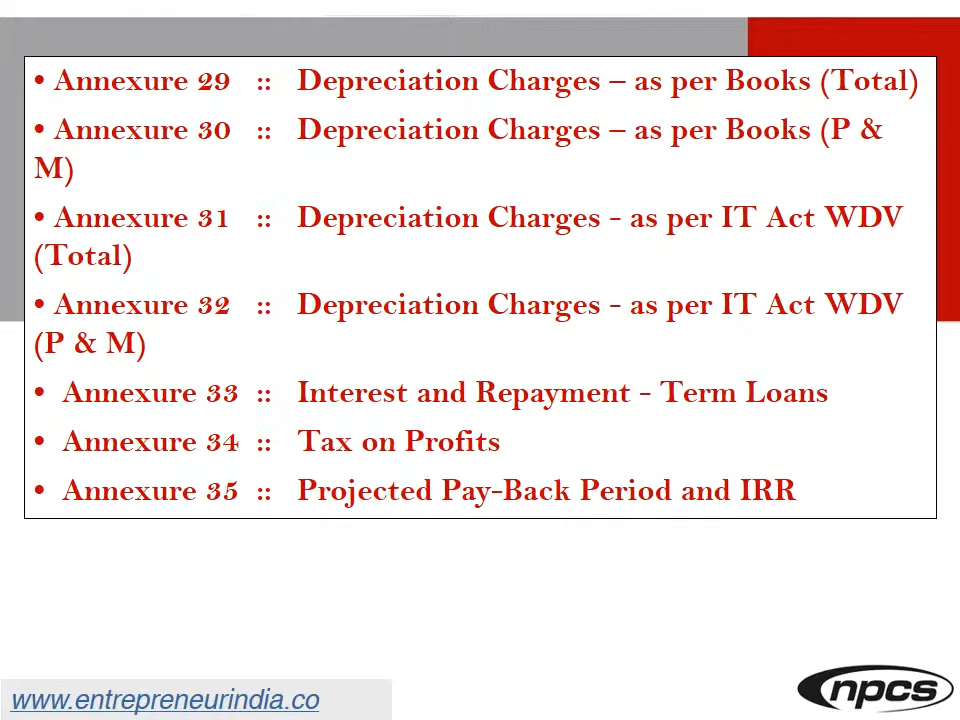 • Annexure 29 :: Depreciation Charges – as per Books (Total)
• Annexure 30 :: Depreciation Charges – as per Books (P &
M)
• Annexure 31 :: Depreciation Charges - as per IT Act WDV
(Total)
• Annexure 32 :: Depreciation Charges - as per IT Act WDV
(P & M)
• Annexure 33 :: Interest and Repayment - Term Loans
• Annexure 34 :: Tax on Profits
• Annexure 35 :: Projected Pay-Back Period and IRR
www.entrepreneurindia.co
npcs